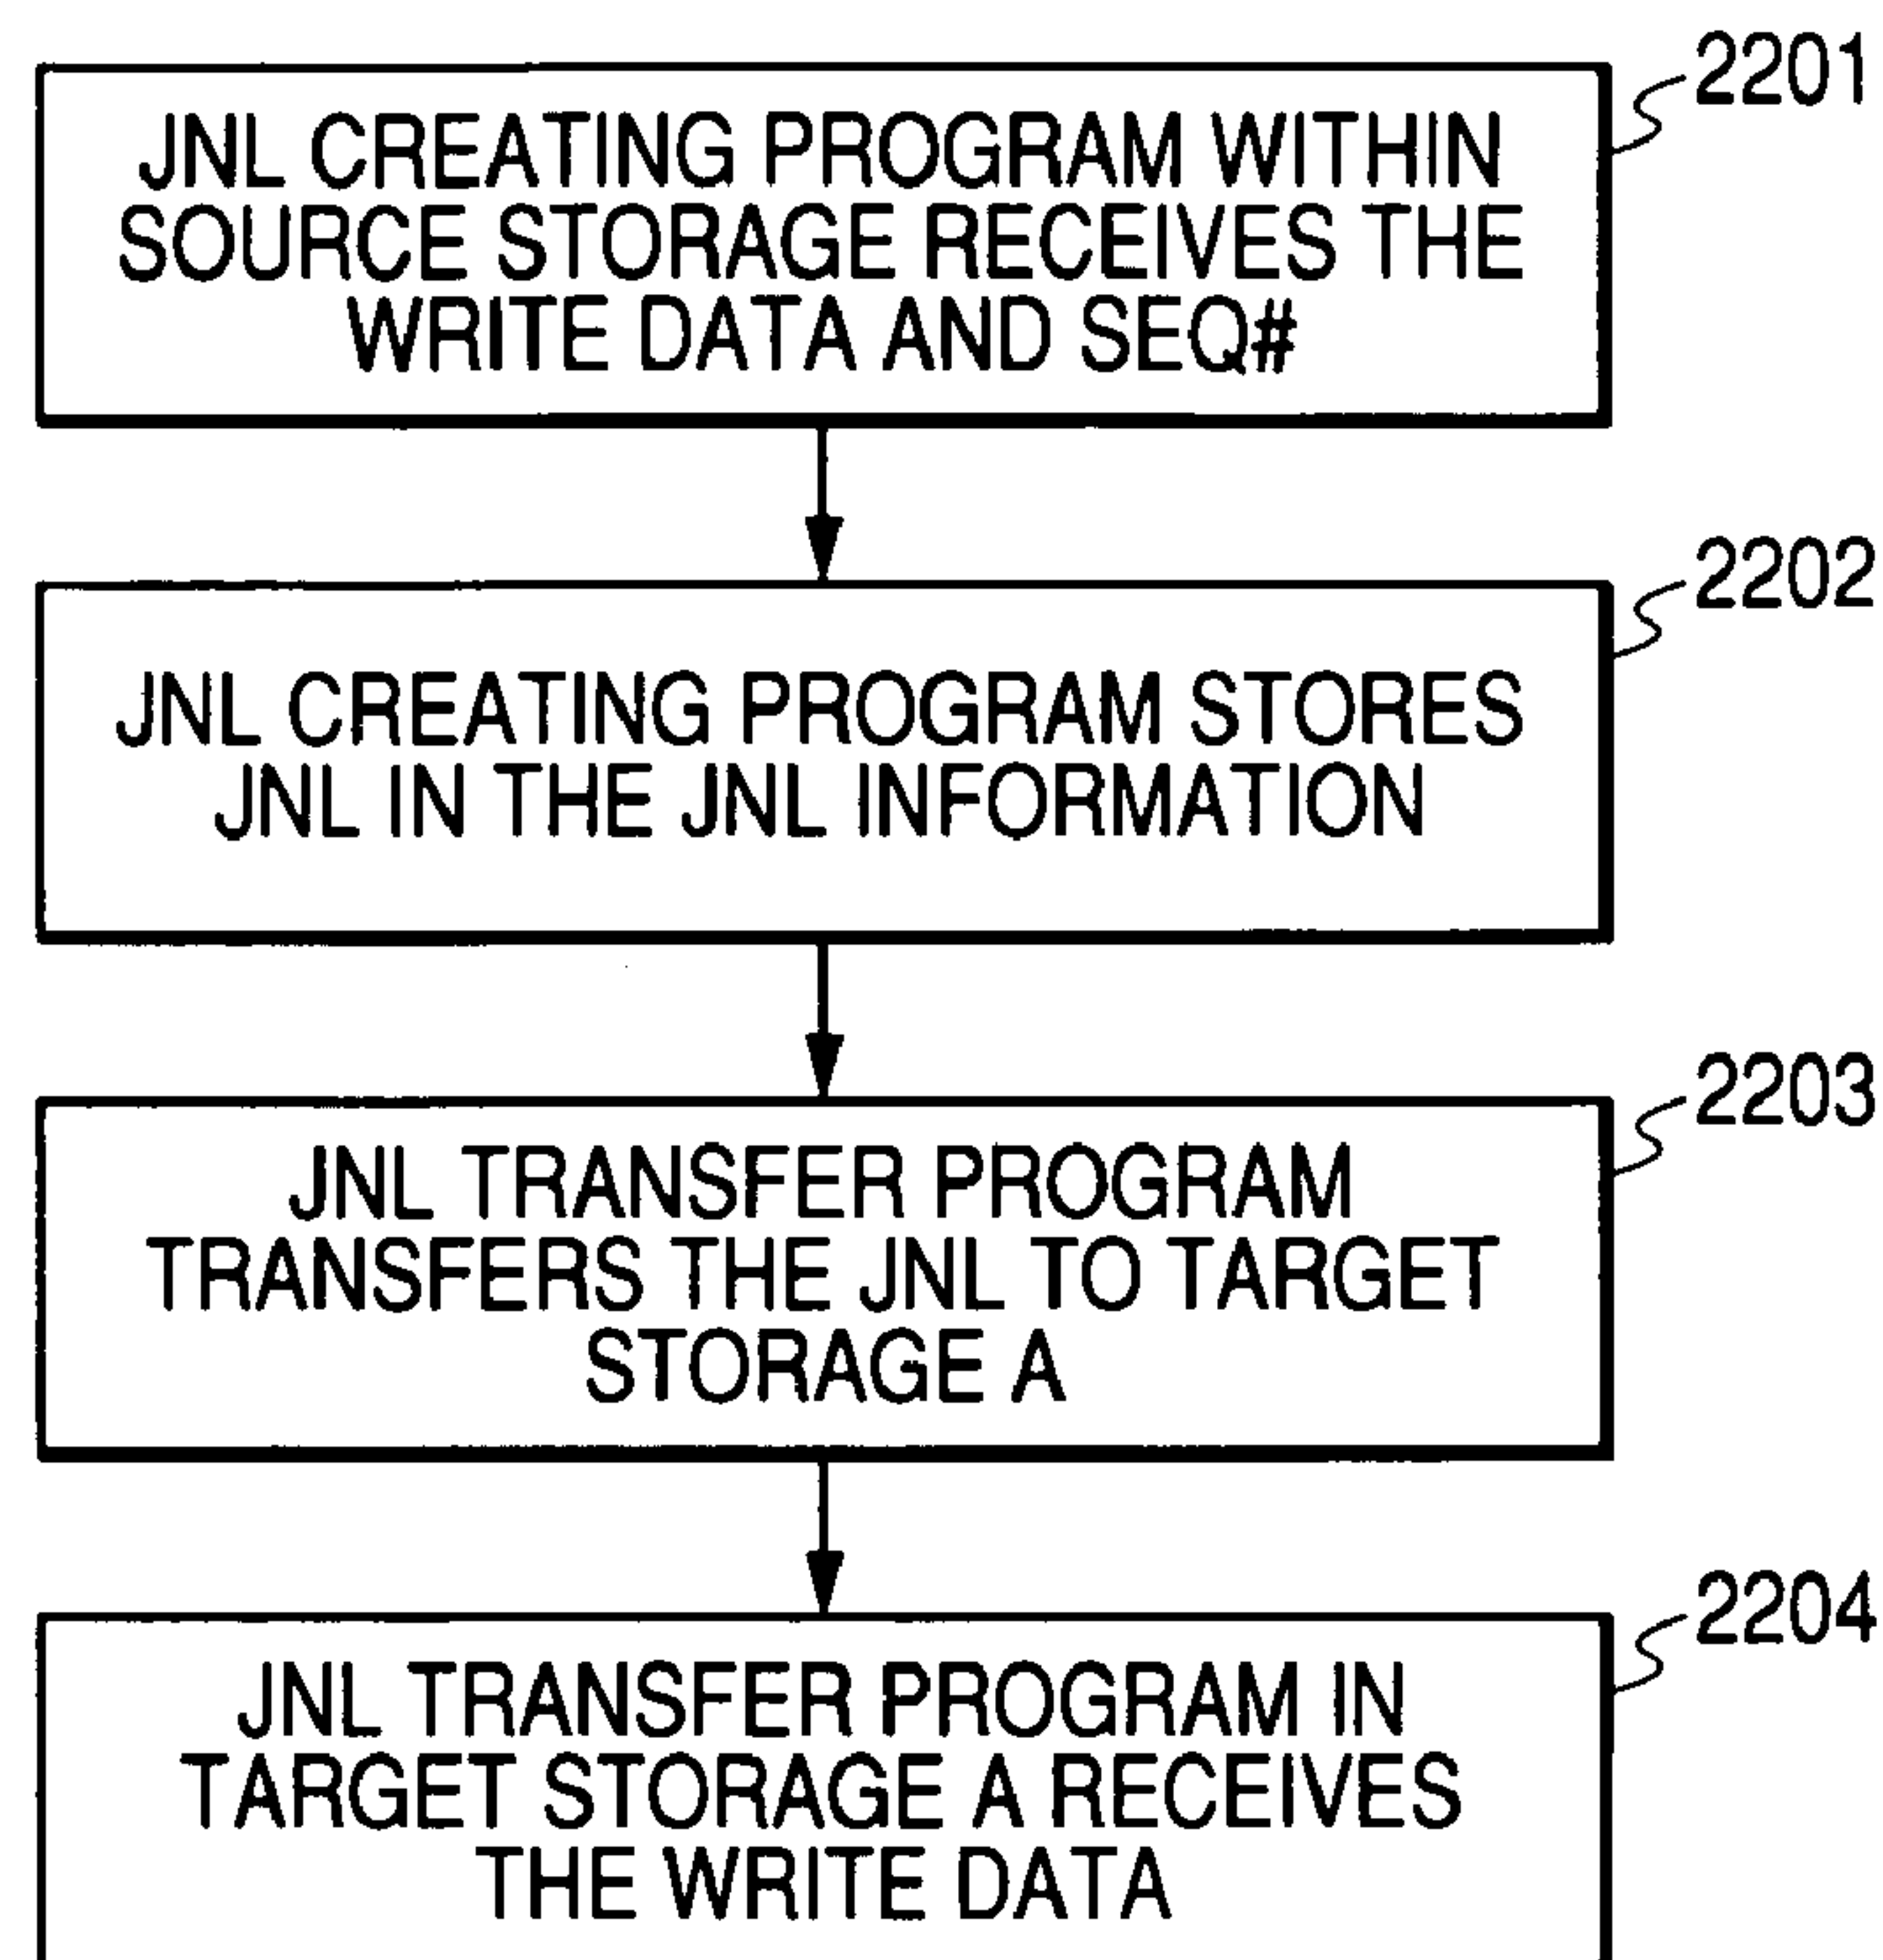 2201
JNL CREATING PROGRAM WITHIN
SOURCE STORAGE RECEIVES THE
WRITE DATA AND SEQ#
2202
JNL CREATING PROGRAM STORES
JNL IN THE JNL INFORMATION
2203
JNL TRANSFER PROGRAM
TRANSFERS THE JNL TO TARGET
STORAGE A
2204
JNL TRANSFER PROGRAM IN
TARGET STORAGE A RECEIVES
THE WRITE DATA